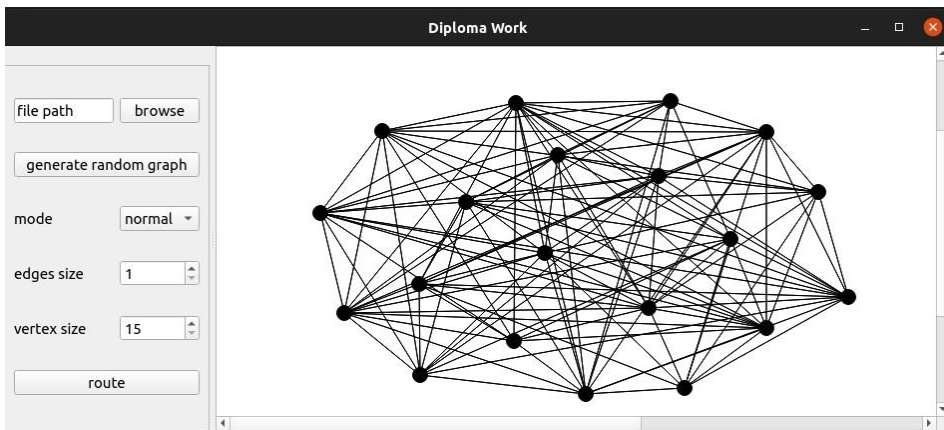 Diploma Work
file path browse
generate random graph
mode normal
edges size 1
vertex size 15
route